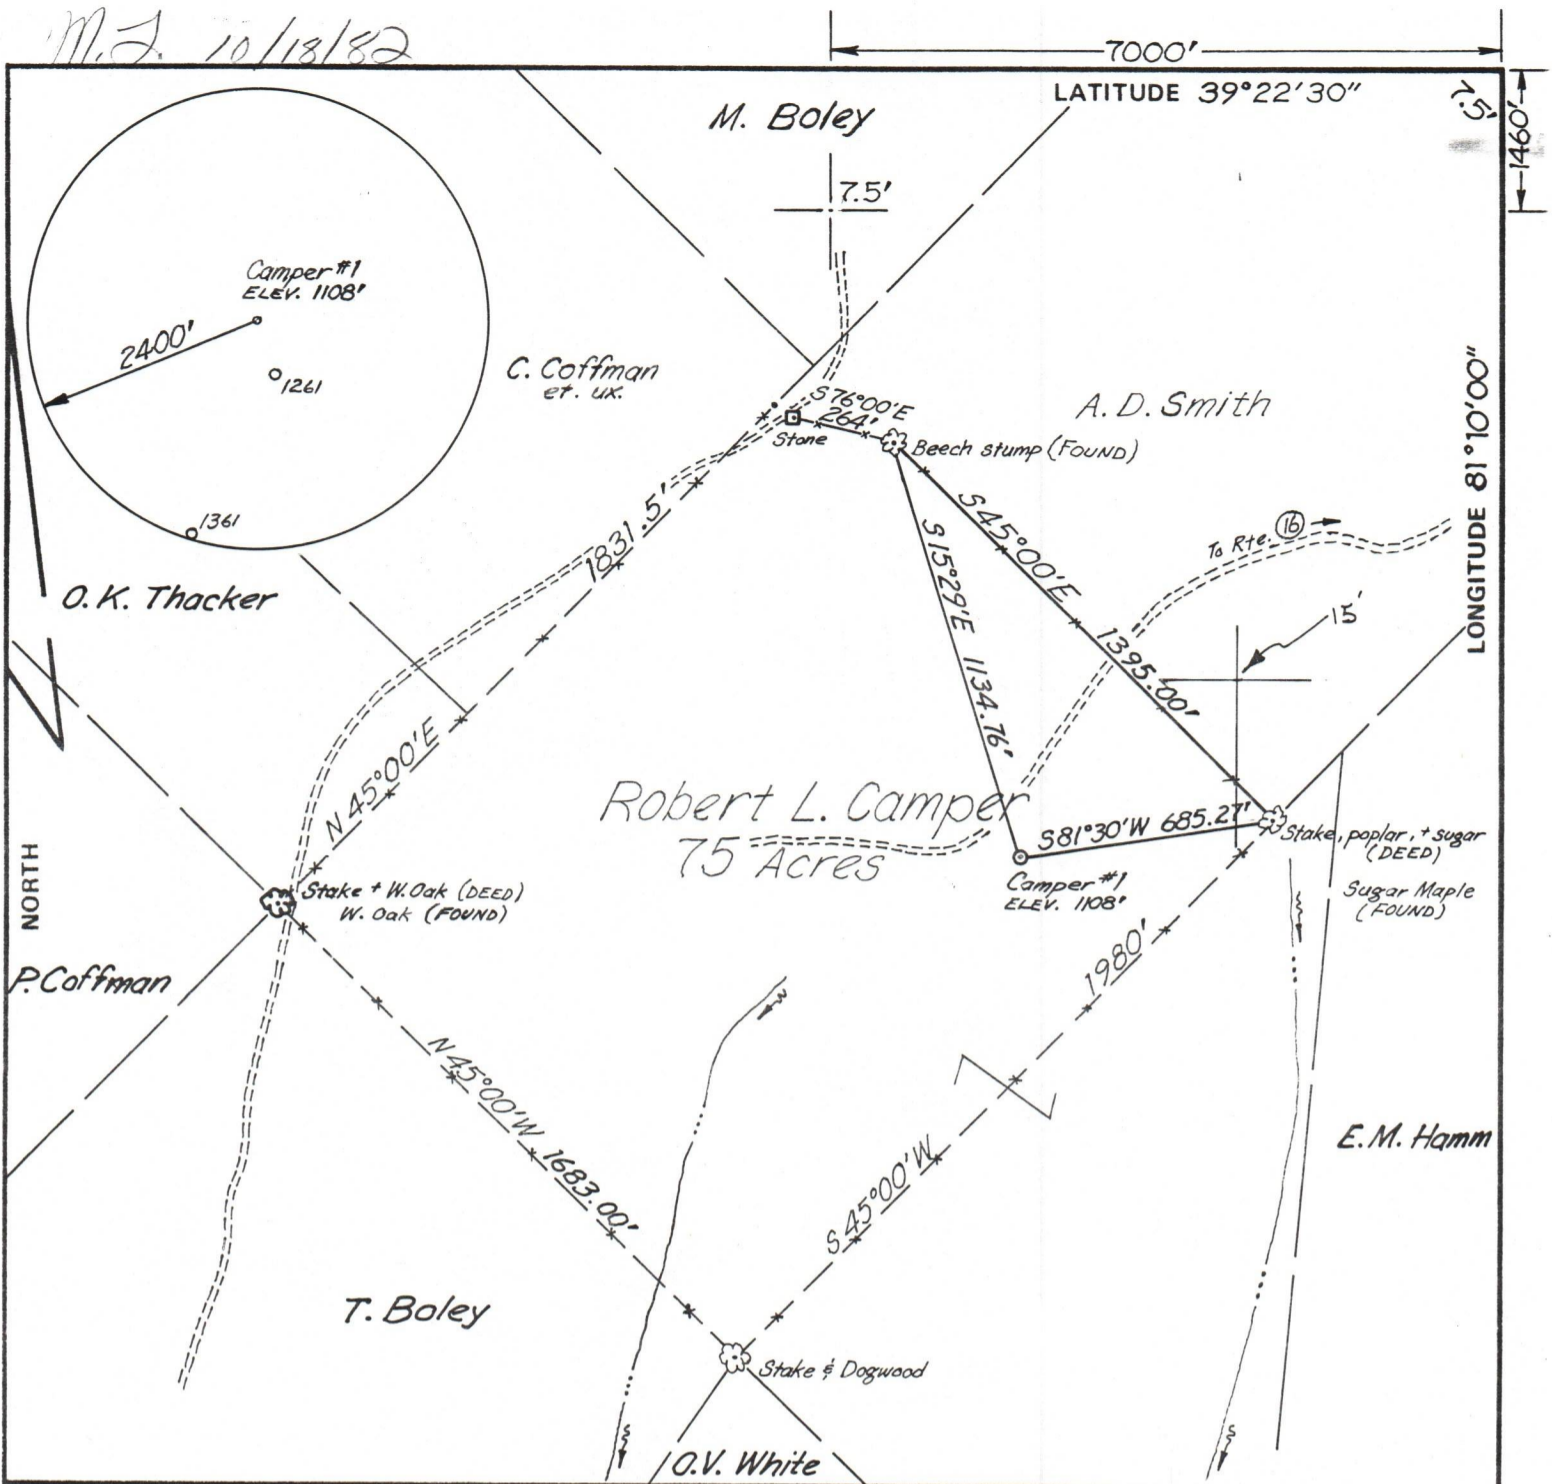 M.J. 10/18/82
7000'
LATITUDE 39°22'30"
7.5'
1460'
M. Boley
7.5'
Camper #1
ELEV. 1108'
2400'
1261
1361
C. Coffman
et. ux.
S76°00'E
264'
Stone
Beech stump (FOUND)
A.D. Smith
LONGITUDE 81°10'00"
1831.5'
S45°00'E
1395.00'
To Rte. 16
15'
S15°29'E 1134.76'
O.K. Thacker
N45°00'E
Robert L. Camper
75 Acres
S81°30'W 685.27'
Stake, poplar, + sugar
(DEED)
Sugar Maple
(FOUND)
Camper #1
ELEV. 1108'
NORTH
Stake + W.Oak (DEED)
W. Oak (FOUND)
P. Coffman
1980'
N45°00'W 1683.00'
S45°00'W
E.M. Hamm
T. Boley
Stake & Dogwood
O.V. White